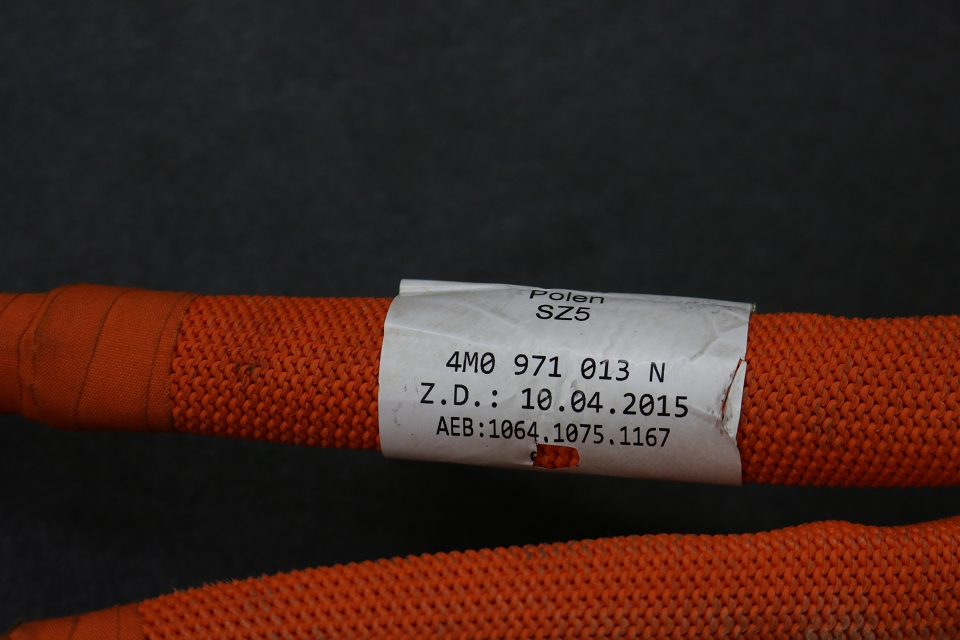 Polen
SZ5
4M0 971 013 N
Z.D.: 10.04.2015
AEB:1064.1075.1167